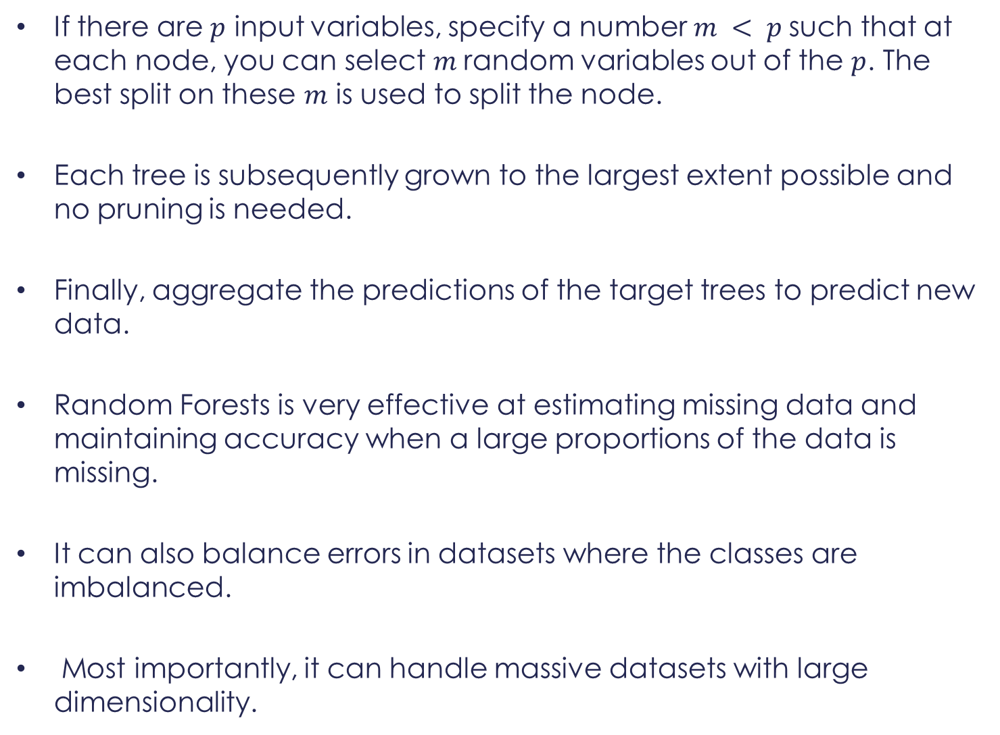 • If there are p input variables, specify a number m < p such that at
each node, you can select m random variables out of the p. The
best split on these m is used to split the node.
• Each tree is subsequently grown to the largest extent possible and
no pruning is needed.
• Finally, aggregate the predictions of the target trees to predict new
data.
• Random Forests is very effective at estimating missing data and
maintaining accuracy when a large proportions of the data is
missing.
• It can also balance errors in datasets where the classes are
imbalanced.
• Most importantly, it can handle massive datasets with large
dimensionality.